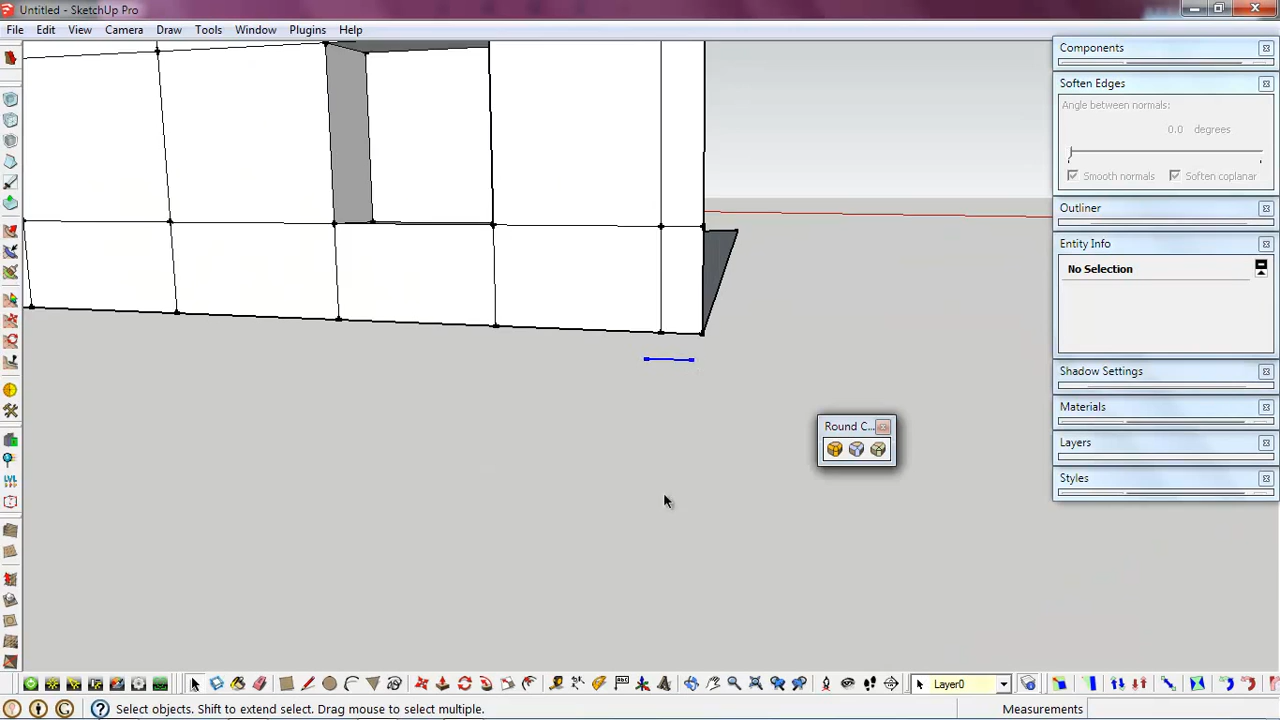 Untitled - SketchUp Pro
File Edit View Camera Draw Tools Window Plugins Help
Components
Soften Edges
Angle between normals:
0.0 degrees
Smooth normals Soften coplanar
Outliner
Entity Info
No Selection
Shadow Settings
Materials
Layers
Styles
Round C...
LVL
Layer0
Select objects. Shift to extend select. Drag mouse to select multiple.
Measurements